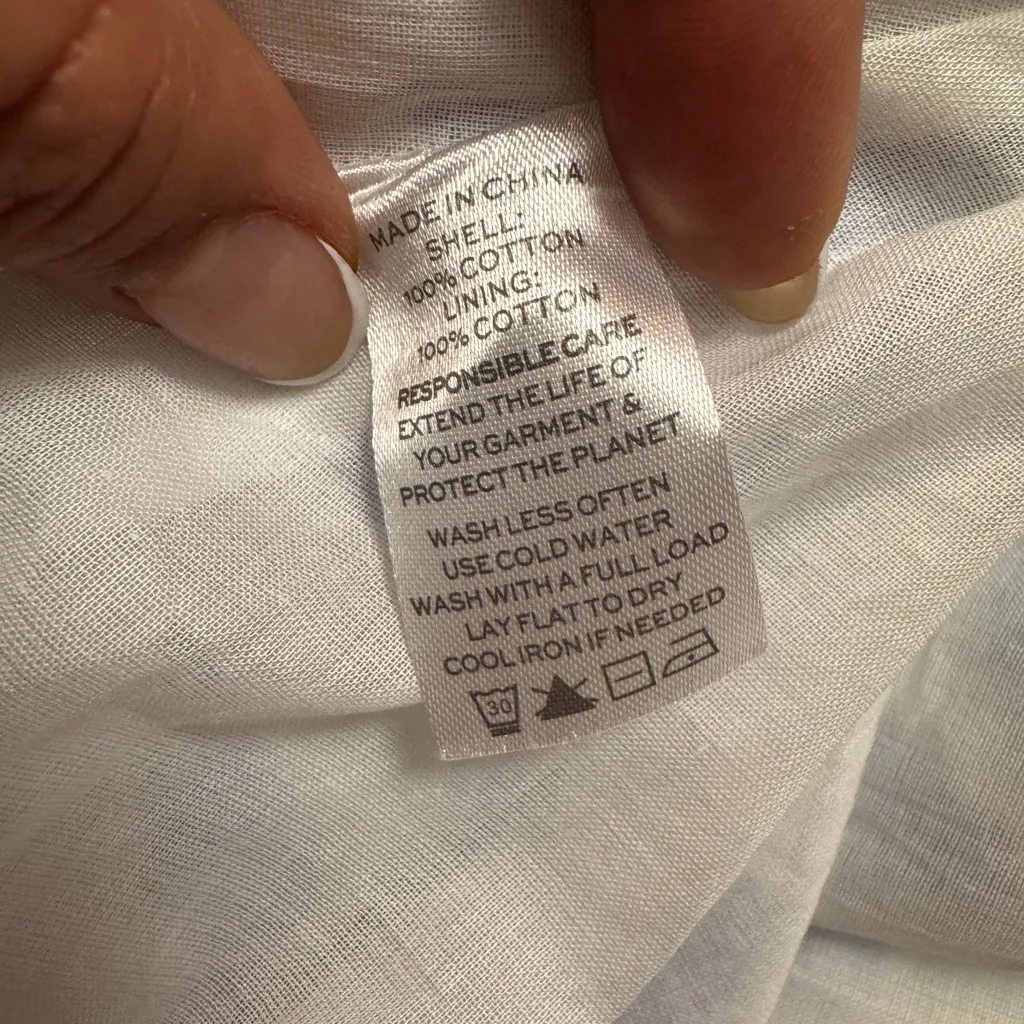 MADE IN CHINA
SHELL:
100% COTTON
LINING:
100% COTTON
RESPONSIBLE CARE
EXTEND THE LIFE OF
YOUR GARMENT &
PROTECT THE PLANET
WASH LESS OFTEN
USE COLD WATER
WASH WITH A FULL LOAD
LAY FLAT TO DRY
COOL IRON IF NEEDED
30